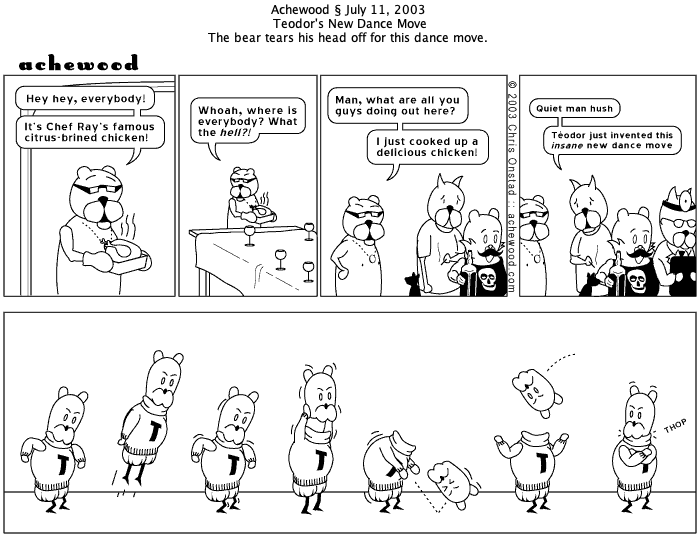 Achewood § July 11, 2003
Teodor's New Dance Move
The bear tears his head off for this dance move.
achewood
Hey hey, everybody!
It's Chef Ray's famous
citrus-brined chicken!
Whoah, where is
everybody? What
the hell?!
Man, what are all you
guys doing out here?
I just cooked up a
delicious chicken!
© 2003 Chris Onstad :: achewood.com
Quiet man hush
Téodor just invented this
insane new dance move
T
T
T
T
T
T
T
THOP